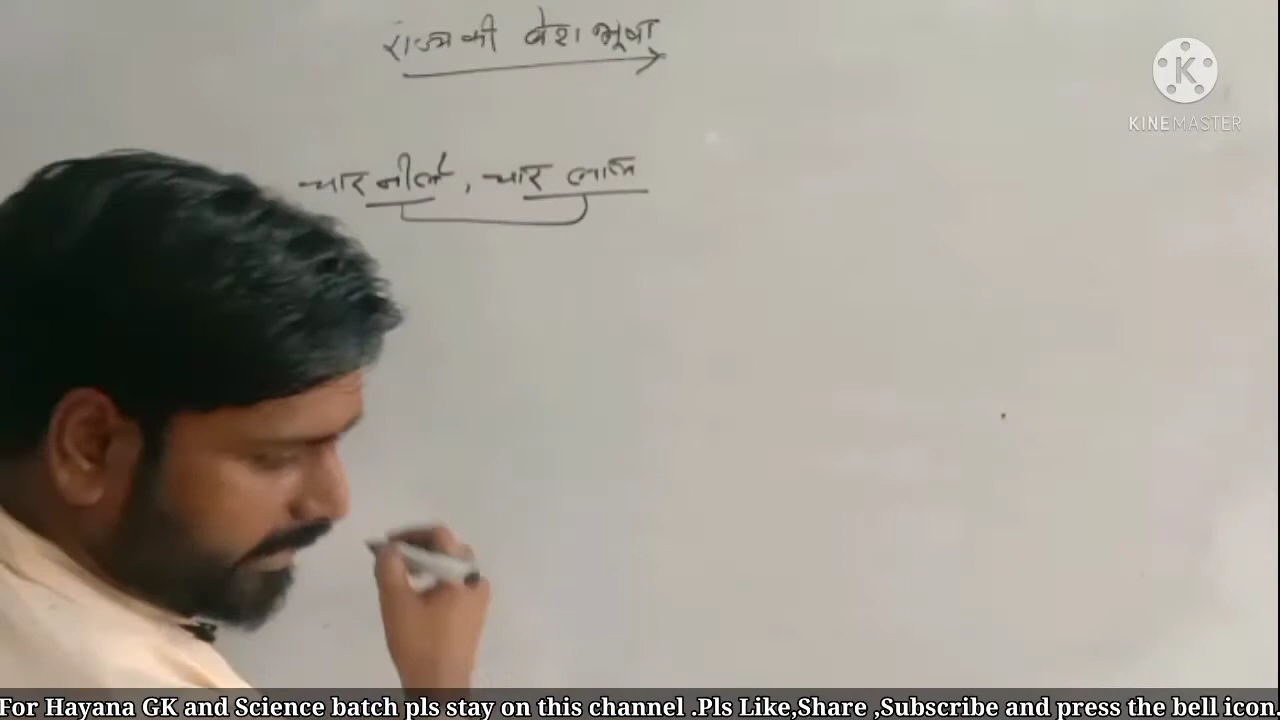 राज्य की वेश भूषा
KINEMASTER
चार नीले, चार लाल
For Hayana GK and Science batch pls stay on this channel .Pls Like,Share ,Subscribe and press the bell icon.